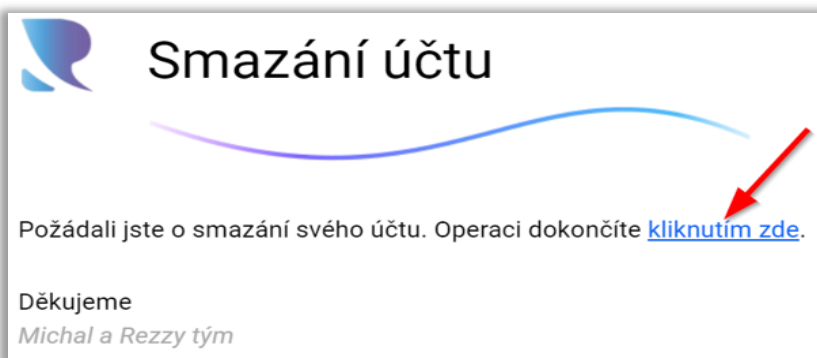 Smazání účtu
Požádali jste o smazání svého účtu. Operaci dokončíte kliknutím zde.
Děkujeme
Michal a Rezzy tým